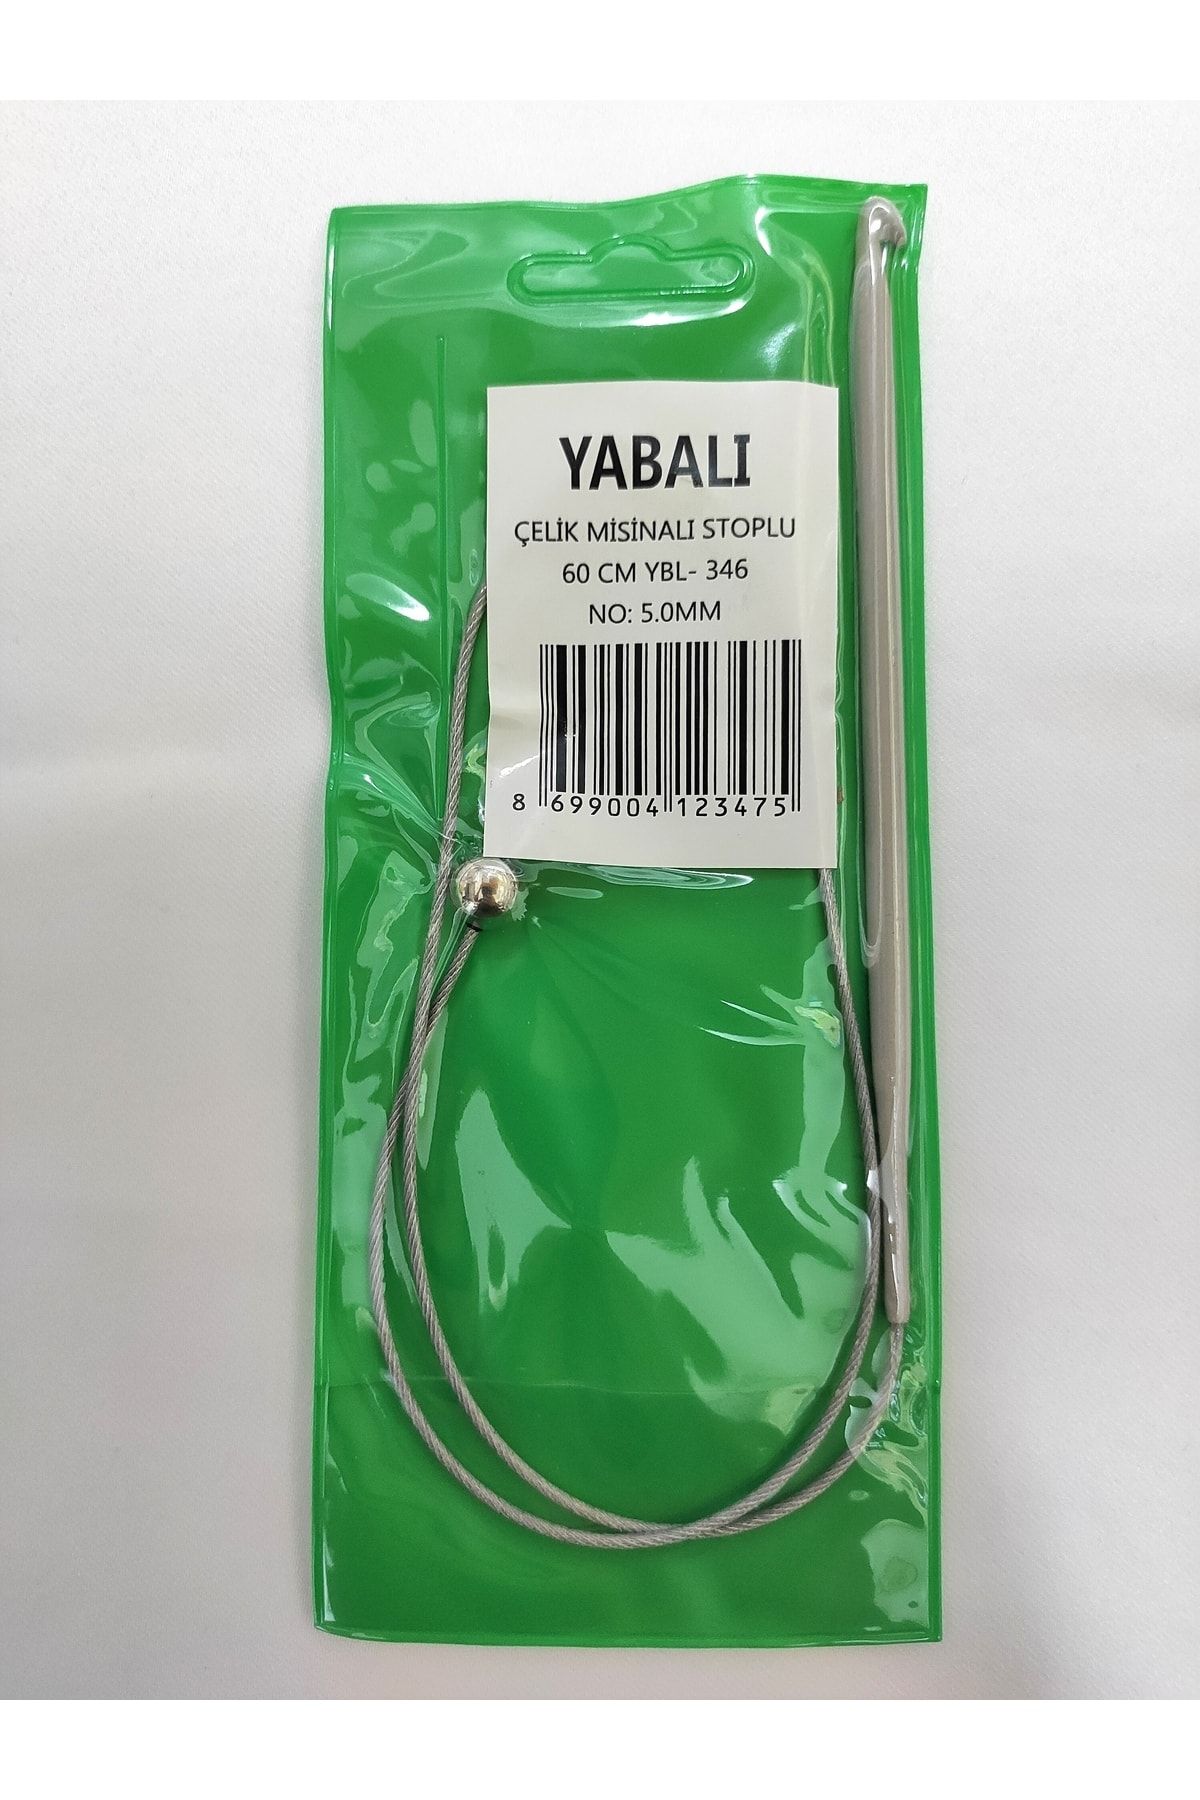 YABALI
ÇELİK MİSİNALI STOPLU
60 CM YBL- 346
NO: 5.0MM
8 699004 123475